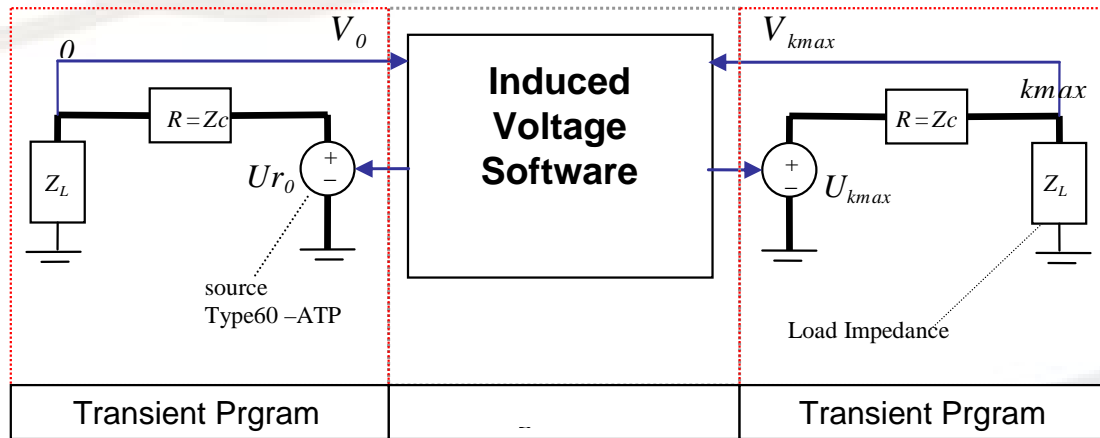 V0
Vkmax
0
kmax
Induced
Voltage
Software
R = Zc
R = Zc
ZL
Ur0
+
−
+
−
Ukmax
ZL
source
Type60 –ATP
Load Impedance
Transient Prgram
Transient Prgram